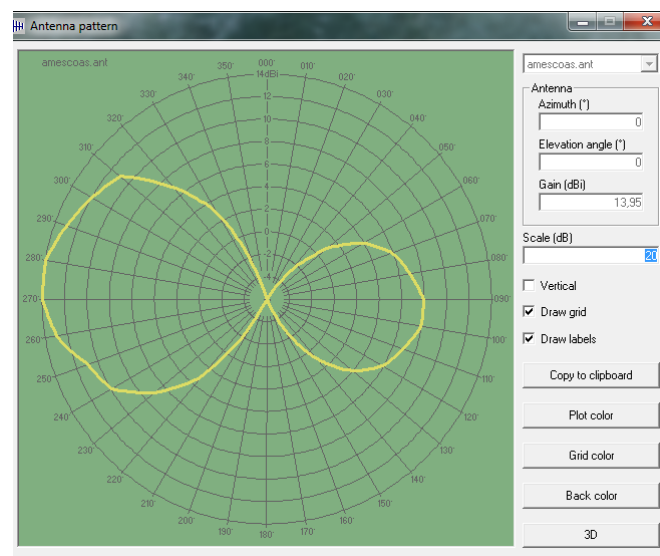 Antenna pattern
amescoas.ant
000'
010'
020'
030'
040'
050'
060'
070'
080'
090'
100'
110'
120'
130'
140'
150'
160'
170'
180'
190'
200'
210'
220'
230'
240'
250'
260'
270'
280'
290'
300'
310'
320'
330'
340'
350'
14dBi
12
10
8
6
4
2
0
-2
-4
amescoas.ant
Antenna
Azimuth (°)
0
Elevation angle (°)
0
Gain (dBi)
13,95
Scale (dB)
20
Vertical
Draw grid
Draw labels
Copy to clipboard
Plot color
Grid color
Back color
3D